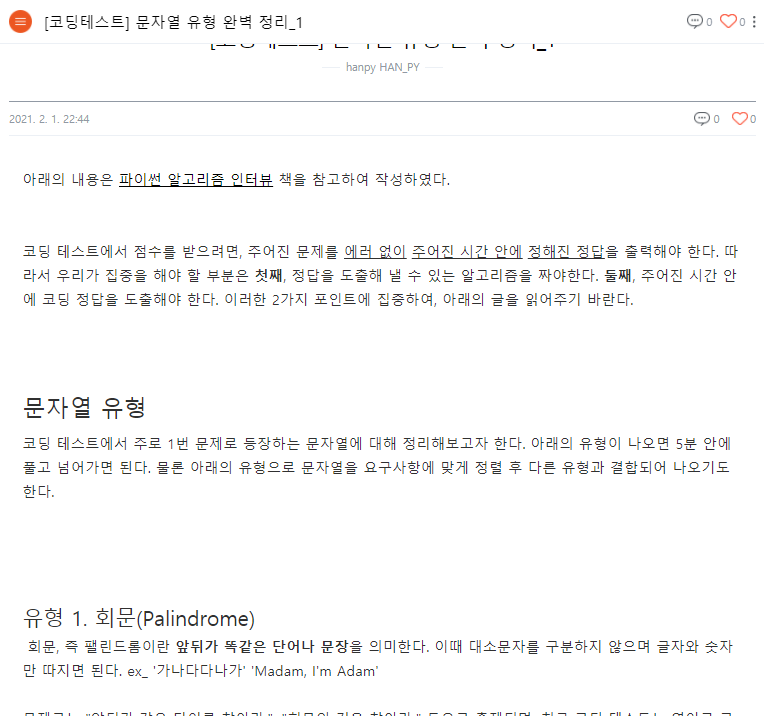 [코딩테스트] 문자열 유형 완벽 정리_1
0
0
hanpy HAN_PY
2021. 2. 1. 22:44
0
0
아래의 내용은 파이썬 알고리즘 인터뷰 책을 참고하여 작성하였다.
코딩 테스트에서 점수를 받으려면, 주어진 문제를 에러 없이 주어진 시간 안에 정해진 정답을 출력해야 한다. 따
라서 우리가 집중을 해야 할 부분은 첫째, 정답을 도출해 낼 수 있는 알고리즘을 짜야한다. 둘째, 주어진 시간 안
에 코딩 정답을 도출해야 한다. 이러한 2가지 포인트에 집중하여, 아래의 글을 읽어주기 바란다.
문자열 유형
코딩 테스트에서 주로 1번 문제로 등장하는 문자열에 대해 정리해보고자 한다. 아래의 유형이 나오면 5분 안에
풀고 넘어가면 된다. 물론 아래의 유형으로 문자열을 요구사항에 맞게 정렬 후 다른 유형과 결합되어 나오기도
한다.
유형 1. 회문(Palindrome)
회문, 즉 팰린드롬이란 앞뒤가 똑같은 단어나 문장을 의미한다. 이때 대소문자를 구분하지 않으며 글자와 숫자
만 따지면 된다. ex_ '가나다다나가' 'Madam, I'm Adam'